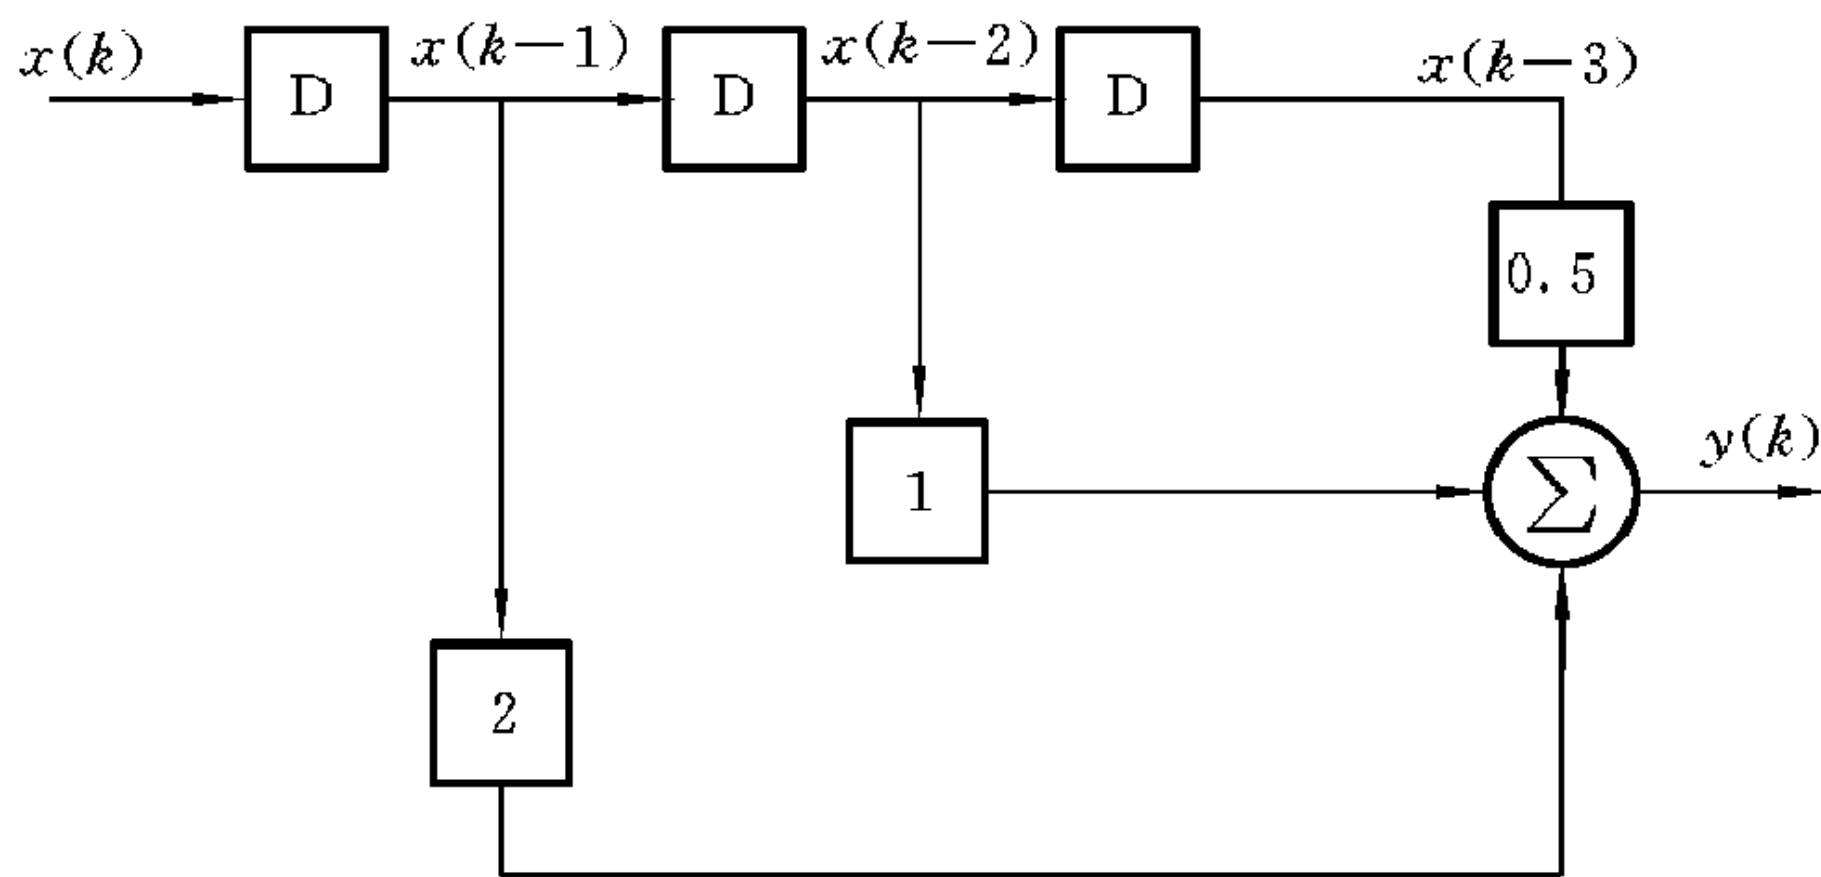 x(k) D x(k-1) D x(k-2) D x(k-3)
0.5
1 Σ y(k)
2